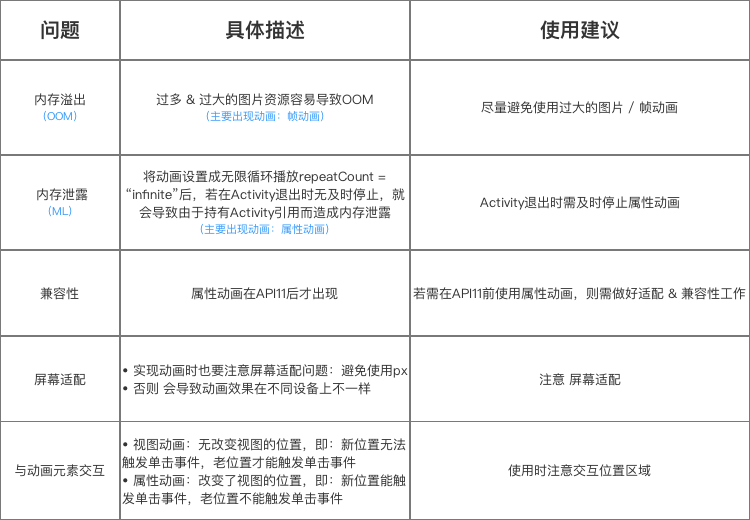 问题
具体描述
使用建议
内存溢出
(OOM)
过多 & 过大的图片资源容易导致OOM
(主要出现动画：帧动画)
尽量避免使用过大的图片 / 帧动画
内存泄露
(ML)
将动画设置成无限循环播放repeatCount =
“infinite”后，若在Activity退出时无及时停止，就
会导致由于持有Activity引用而造成内存泄露
(主要出现动画：属性动画)
Activity退出时需及时停止属性动画
兼容性
属性动画在API11后才出现
若需在API11前使用属性动画，则需做好适配 & 兼容性工作
屏幕适配
• 实现动画时也要注意屏幕适配问题：避免使用px
• 否则 会导致动画效果在不同设备上不一样
注意 屏幕适配
与动画元素交互
• 视图动画：无改变视图的位置，即：新位置无法
触发单击事件，老位置才能触发单击事件
• 属性动画：改变了视图的位置，即：新位置能触
发单击事件，老位置不能触发单击事件
使用时注意交互位置区域